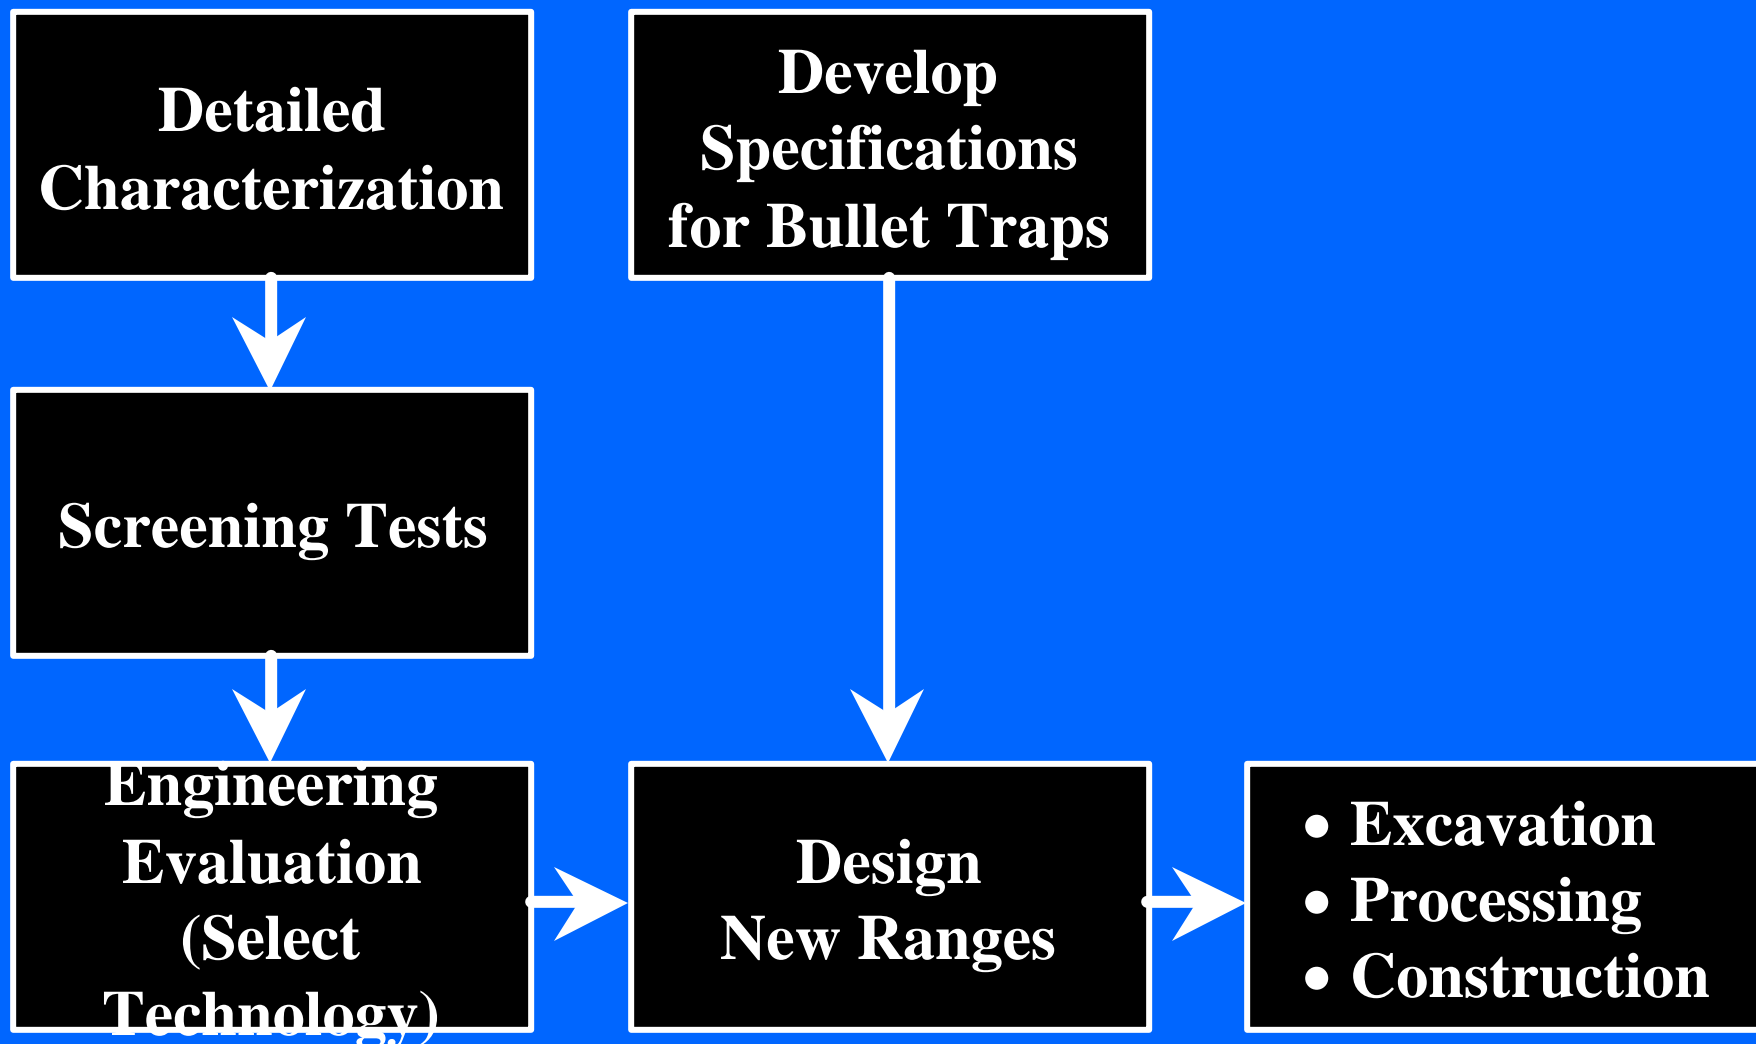 Detailed
Characterization
Develop
Specifications
for Bullet Traps
Screening Tests
Engineering
Evaluation
(Select
Technology)
Design
New Ranges
• Excavation
• Processing
• Construction